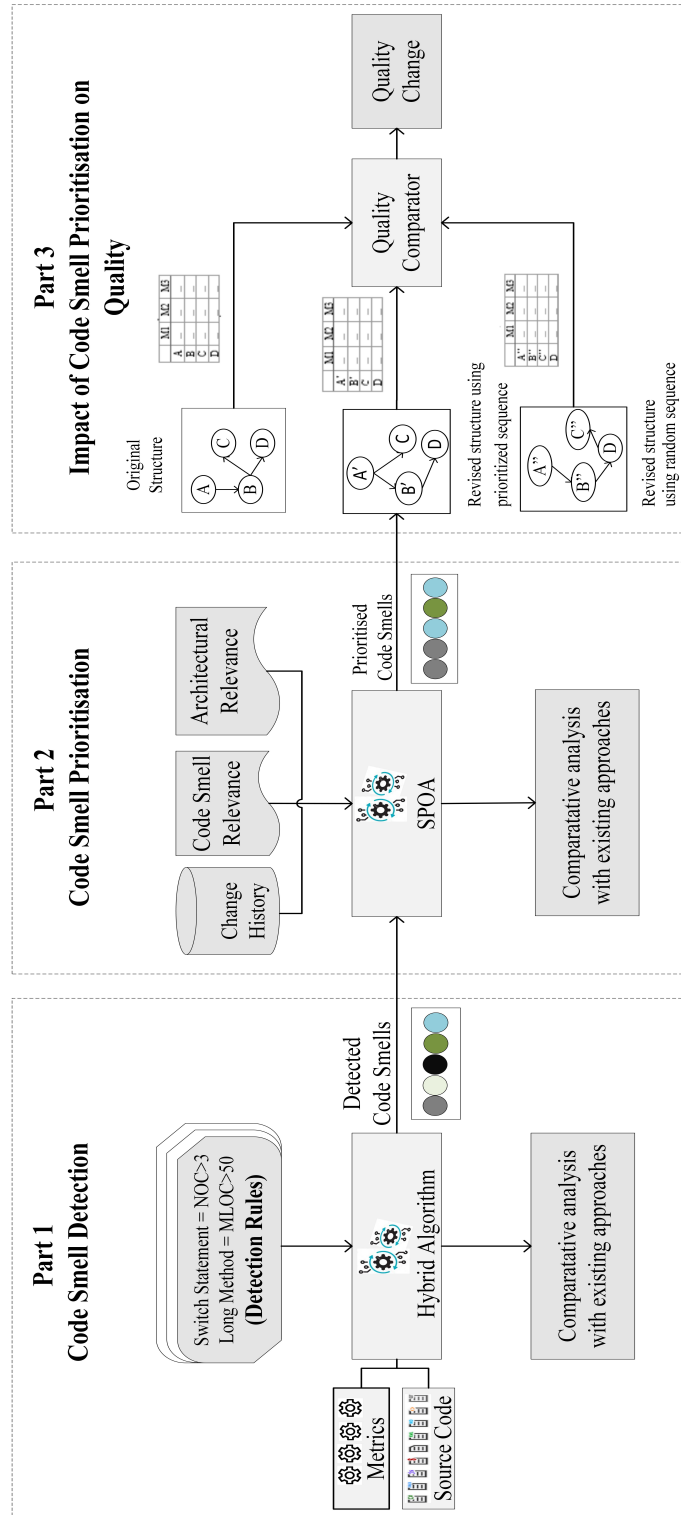 Part 1
Code Smell Detection
Switch Statement = NOC>3
Long Method = MLOC>50
(Detection Rules)
Metrics
Source Code
Hybrid Algorithm
Detected
Code Smells
Comparatative analysis
with existing approaches
Part 2
Code Smell Prioritisation
Change
History
Code Smell
Relevance
Architectural
Relevance
SPOA
Prioritised
Code Smells
Comparatative analysis
with existing approaches
Part 3
Impact of Code Smell Prioritisation on
Quality
Original
Structure
A
C
B
D
M1 M2 M3
A
B
C
D
A'
C
B'
D
Revised structure using
prioritized sequence
M1 M2 M3
A'
B'
C
D
A"
C"
B"
D
Revised structure
using random sequence
M1 M2 M3
A"
B"
C"
D
Quality
Comparator
Quality
Change